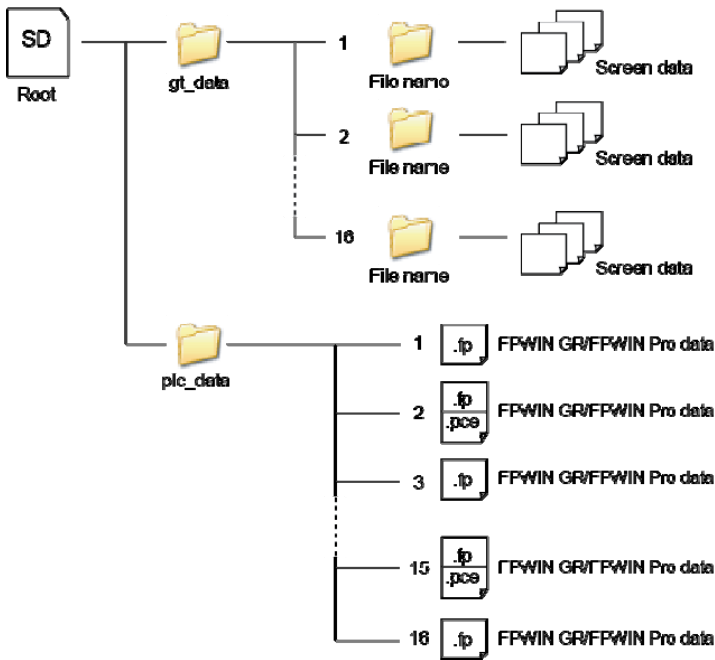 SD
Root
gt_data
1
File name
Screen data
2
File name
Screen data
16
File name
Screen data
plc_data
1 .fp FPWIN GR/FPWIN Pro data
2 .fp .pce FPWIN GR/FPWIN Pro data
3 .fp FPWIN GR/FPWIN Pro data
15 .fp .pce FPWIN GR/FPWIN Pro data
16 .fp FPWIN GR/FPWIN Pro data